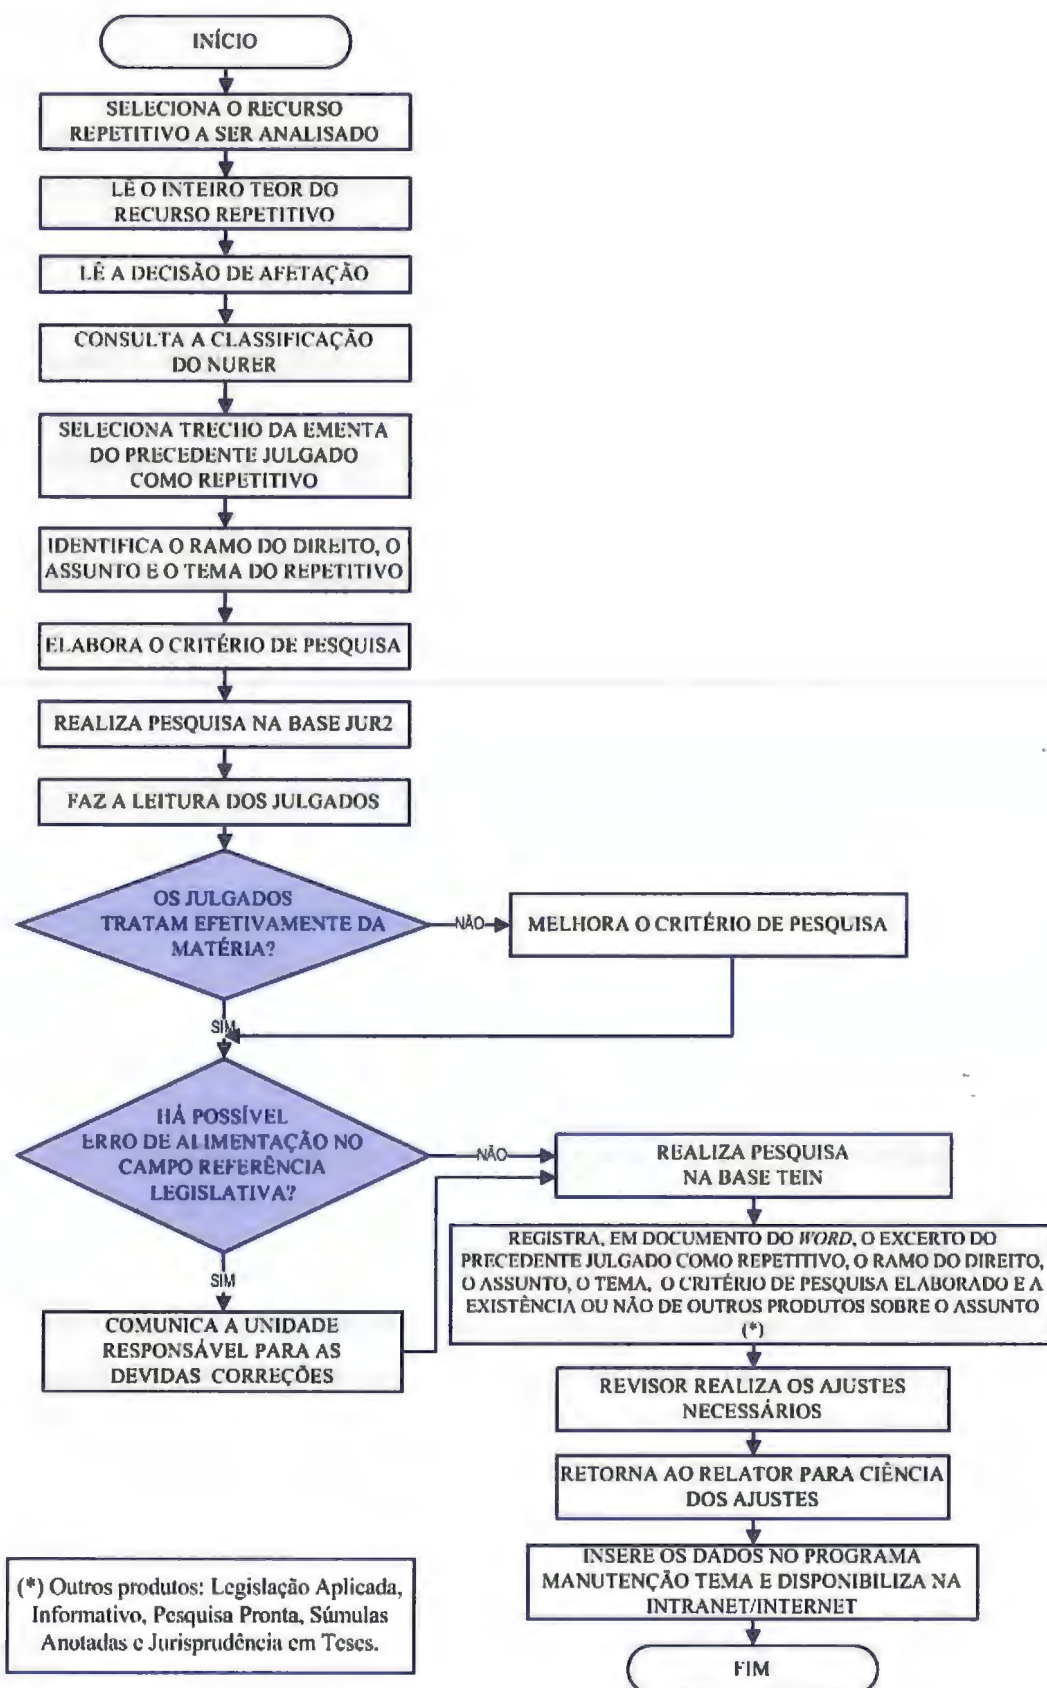 INÍCIO
SELECIONA O RECURSO
REPETITIVO A SER ANALISADO
LÊ O INTEIRO TEOR DO
RECURSO REPETITIVO
LÊ A DECISÃO DE AFETAÇÃO
CONSULTA A CLASSIFICAÇÃO
DO NURER
SELECIONA TRECHO DA EMENTA
DO PRECEDENTE JULGADO
COMO REPETITIVO
IDENTIFICA O RAMO DO DIREITO, O
ASSUNTO E O TEMA DO REPETITIVO
ELABORA O CRITÉRIO DE PESQUISA
REALIZA PESQUISA NA BASE JUR2
FAZ A LEITURA DOS JULGADOS
OS JULGADOS
TRATAM EFETIVAMENTE DA
MATÉRIA?
NÃO
MELHORA O CRITÉRIO DE PESQUISA
SIM
HÁ POSSÍVEL
ERRO DE ALIMENTAÇÃO NO
CAMPO REFERÊNCIA
LEGISLATIVA?
NÃO
REALIZA PESQUISA
NA BASE TEIN
SIM
COMUNICA A UNIDADE
RESPONSÁVEL PARA AS
DEVIDAS CORREÇÕES
REGISTRA, EM DOCUMENTO DO WORD, O EXCERTO DO
PRECEDENTE JULGADO COMO REPETITIVO, O RAMO DO DIREITO,
O ASSUNTO, O TEMA, O CRITÉRIO DE PESQUISA ELABORADO E A
EXISTÊNCIA OU NÃO DE OUTROS PRODUTOS SOBRE O ASSUNTO
(*)
REVISOR REALIZA OS AJUSTES
NECESSÁRIOS
RETORNA AO RELATOR PARA CIÊNCIA
DOS AJUSTES
INSERE OS DADOS NO PROGRAMA
MANUTENÇÃO TEMA E DISPONIBILIZA NA
INTRANET/INTERNET
FIM
(*) Outros produtos: Legislação Aplicada,
Informativo, Pesquisa Pronta, Súmulas
Anotadas e Jurisprudência em Teses.